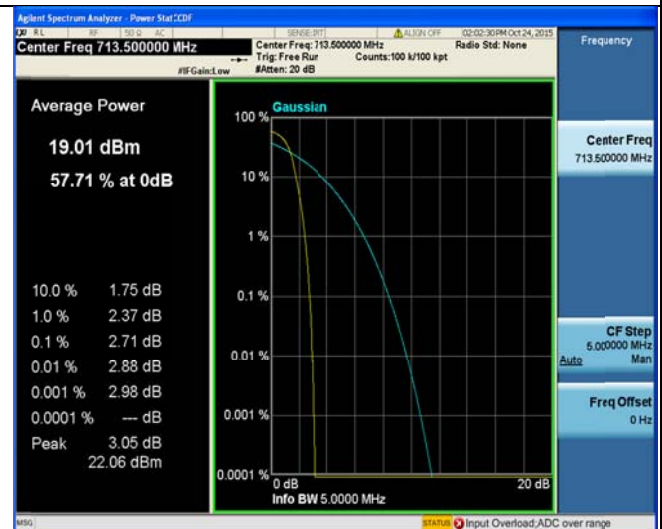 Agilent Spectrum Analyzer - Power Stat CCDF
RL RF 50 Ω AC SENSE:INT ALIGN OFF 02:02:30 PM Oct 24, 2015
Center Freq 713.500000 MHz
Center Freq: 713.500000 MHz Radio Std: None
Trig: Free Run Counts:100 k/100 kpt
#IFGain:Low #Atten: 20 dB
Frequency
Average Power
19.01 dBm
57.71 % at 0dB
10.0 % 1.75 dB
1.0 % 2.37 dB
0.1 % 2.71 dB
0.01 % 2.88 dB
0.001 % 2.98 dB
0.0001 % --- dB
Peak 3.05 dB
22.06 dBm
Gaussian
100 %
10 %
1 %
0.1 %
0.01 %
0.001 %
0.0001 %
0 dB 20 dB
Info BW 5.0000 MHz
Center Freq
713.500000 MHz
CF Step
5.000000 MHz
Auto Man
Freq Offset
0 Hz
MSG STATUS Input Overload;ADC over range